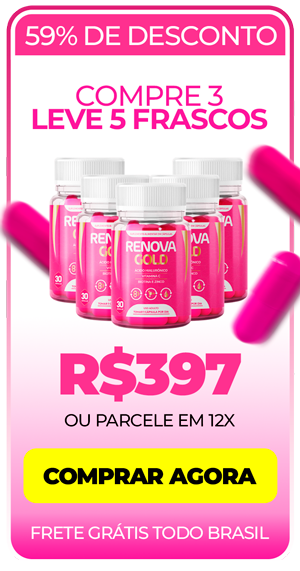 59% DE DESCONTO
COMPRE 3
LEVE 5 FRASCOS
RENOVA
GOLD
30
R$397
OU PARCELE EM 12X
COMPRAR AGORA
FRETE GRÁTIS TODO BRASIL